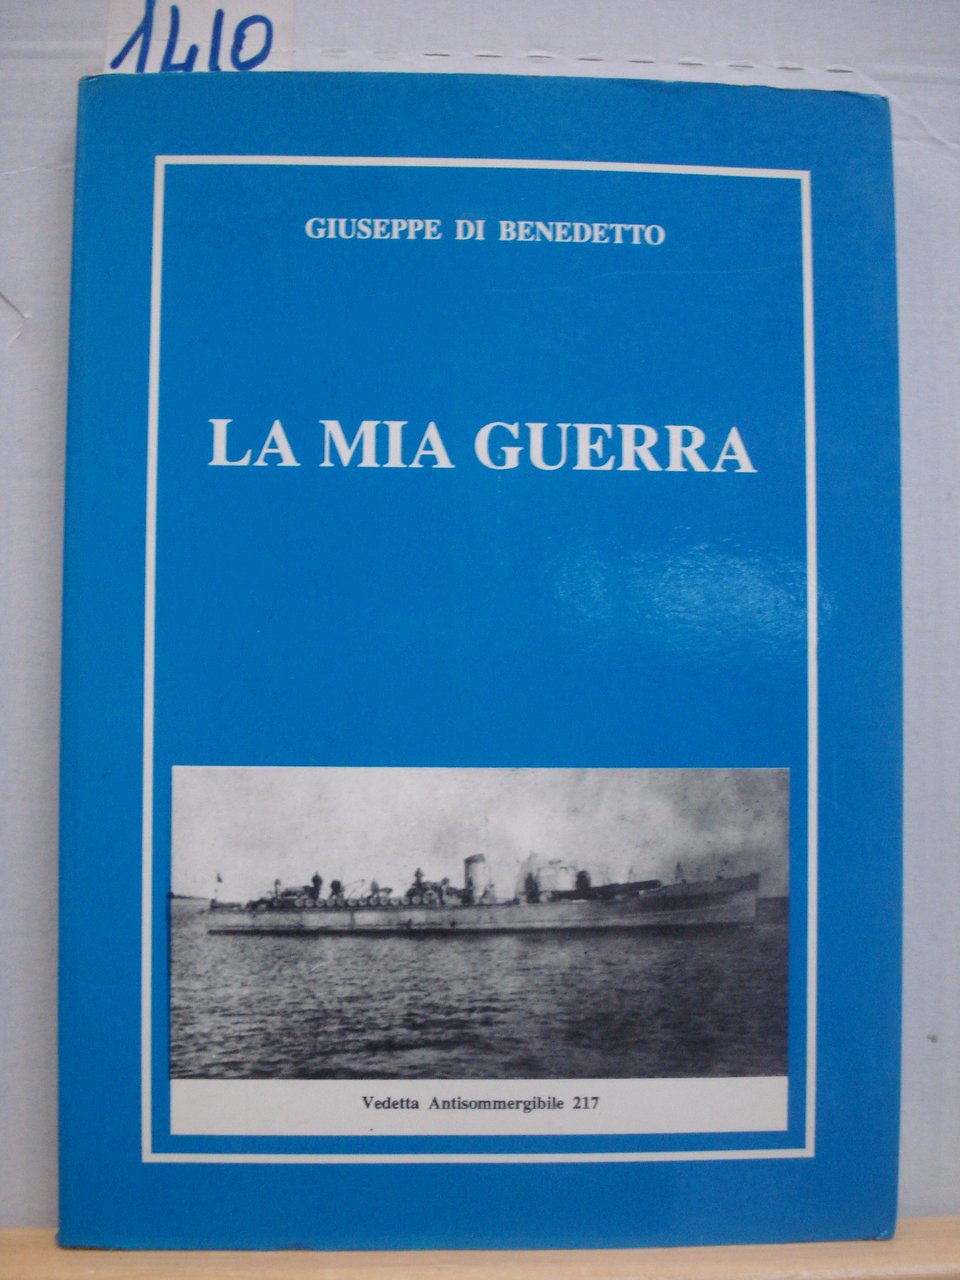 1410
GIUSEPPE DI BENEDETTO
LA MIA GUERRA
Vedetta Antisommergibile 217